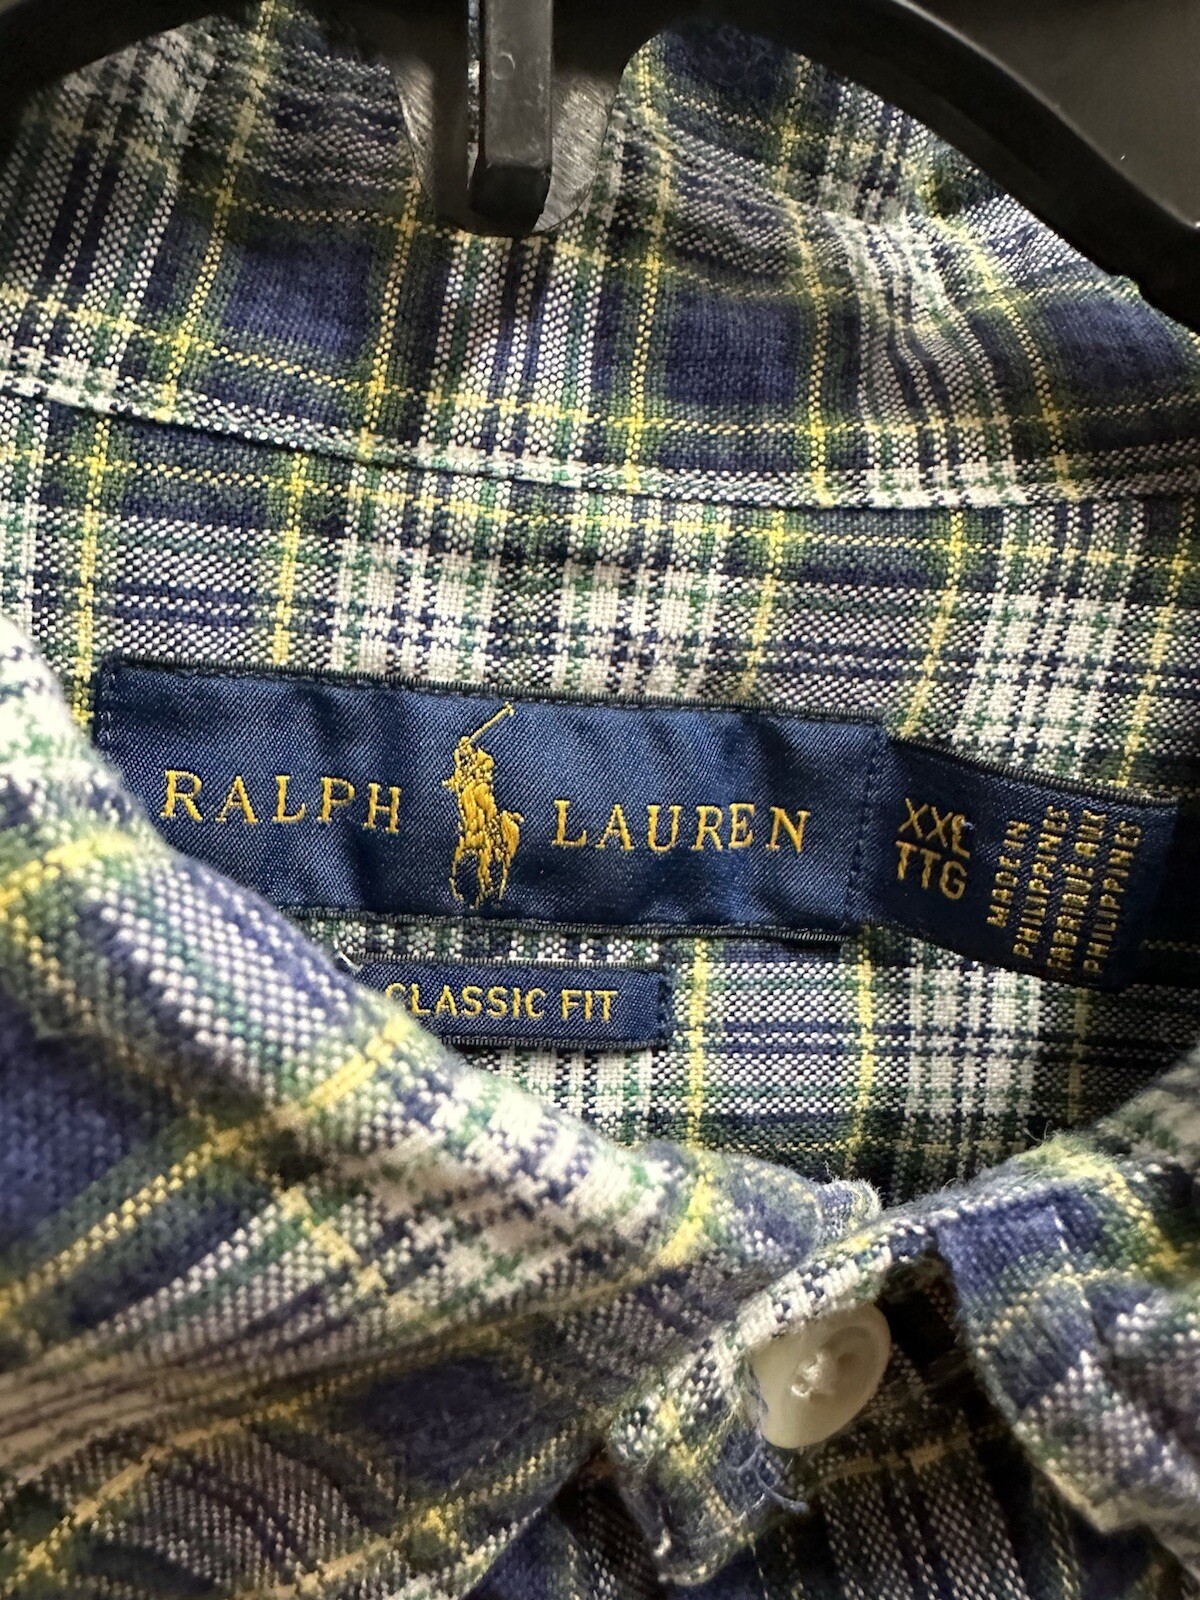 RALPH LAUREN
XXL
TTG
MADE IN
PHILIPPINES
FABRIQUE AUX
PHILIPPINES
CLASSIC FIT